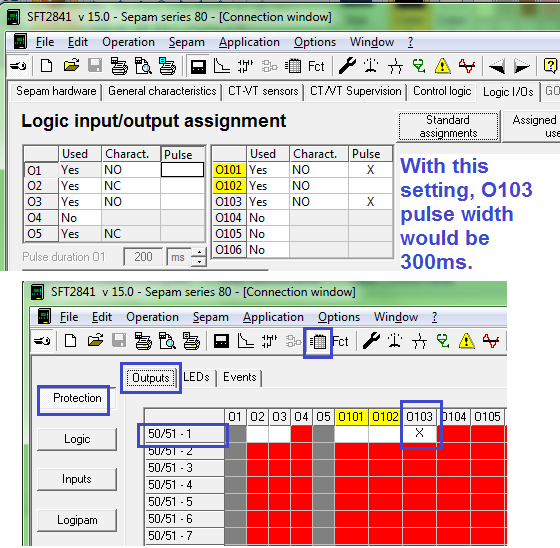 SFT2841 v 15.0 - Sepam series 80 - [Connection window]
File Edit Operation Sepam Application Options Window ?
Fct
Sepam hardware General characteristics CT-VT sensors CT/VT Supervision Control logic Logic I/Os GO
Logic input/output assignment
Standard assignments
Assigned use
Used Charact. Pulse
O1 Yes NO
O2 Yes NC
O3 Yes NO
O4 No
O5 Yes NC
Pulse duration O1 200 ms
Used Charact. Pulse
O101 Yes NO X
O102 Yes NO
O103 Yes NO X
O104 No
O105 No
O106 No
With this
setting, O103
pulse width
would be
300ms.
SFT2841 v 15.0 - Sepam series 80 - [Connection window]
File Edit Operation Sepam Application Options Window ?
Fct
Protection
Logic
Inputs
Logipam
Outputs LEDs Events
O1 O2 O3 O4 O5 O101 O102 O103 O104 O105
50/51 - 1 X
50/51 - 2
50/51 - 3
50/51 - 4
50/51 - 5
50/51 - 6
50/51 - 7